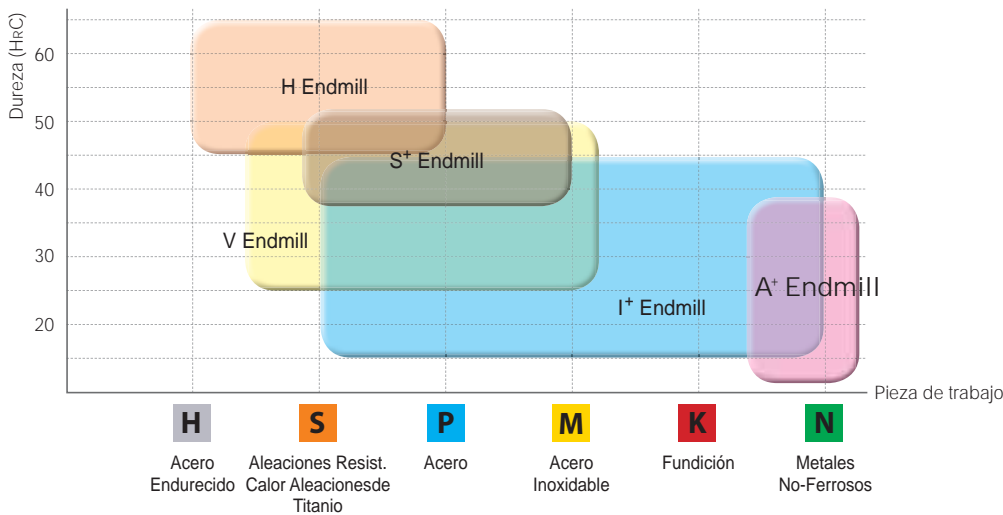 Dureza (HRC)
60
50
40
30
20
H Endmill
S+ Endmill
V Endmill
I+ Endmill
A+ Endmill
Pieza de trabajo
H
S
P
M
K
N
Acero
Endurecido
Aleaciones Resist.
Calor Aleacionesde
Titanio
Acero
Acero
Inoxidable
Fundición
Metales
No-Ferrosos